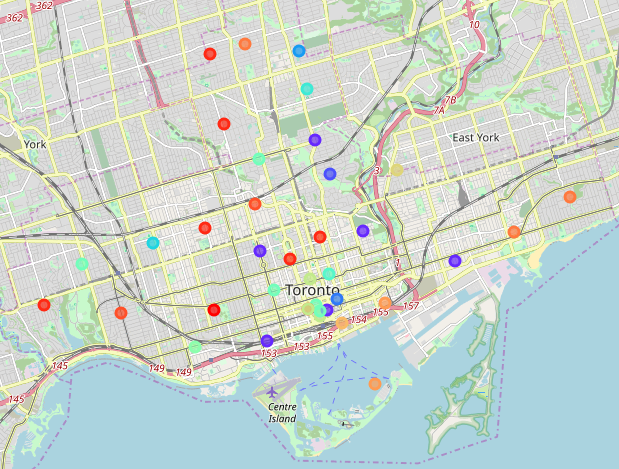 362
362
10
7B
7A
York
East York
3
1
Toronto
157
155
154
155
153
153
145
149
149
145
Centre
Island